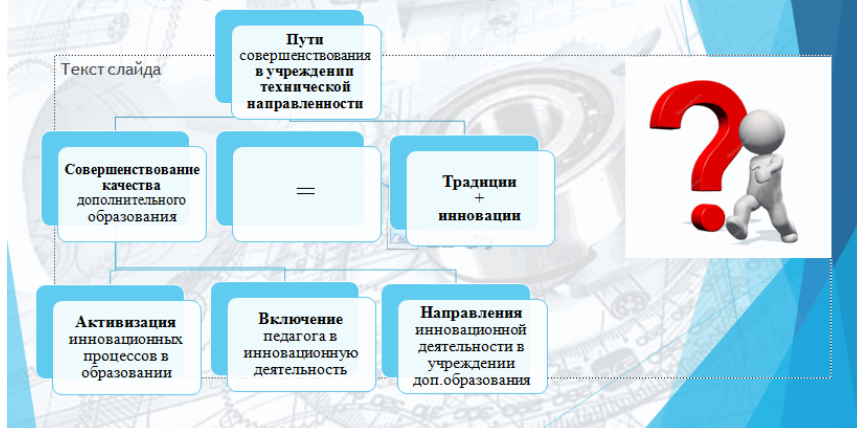 Пути
совершенствования
в учреждении
технической
направленности
Текст слайда
Совершенствование
качества
дополнительного
образования
=
Традиции
+
инновации
Активизация
инновационных
процессов в
образовании
Включение
педагога в
инновационную
деятельность
Направления
инновационной
деятельности в
учреждении
доп.образования